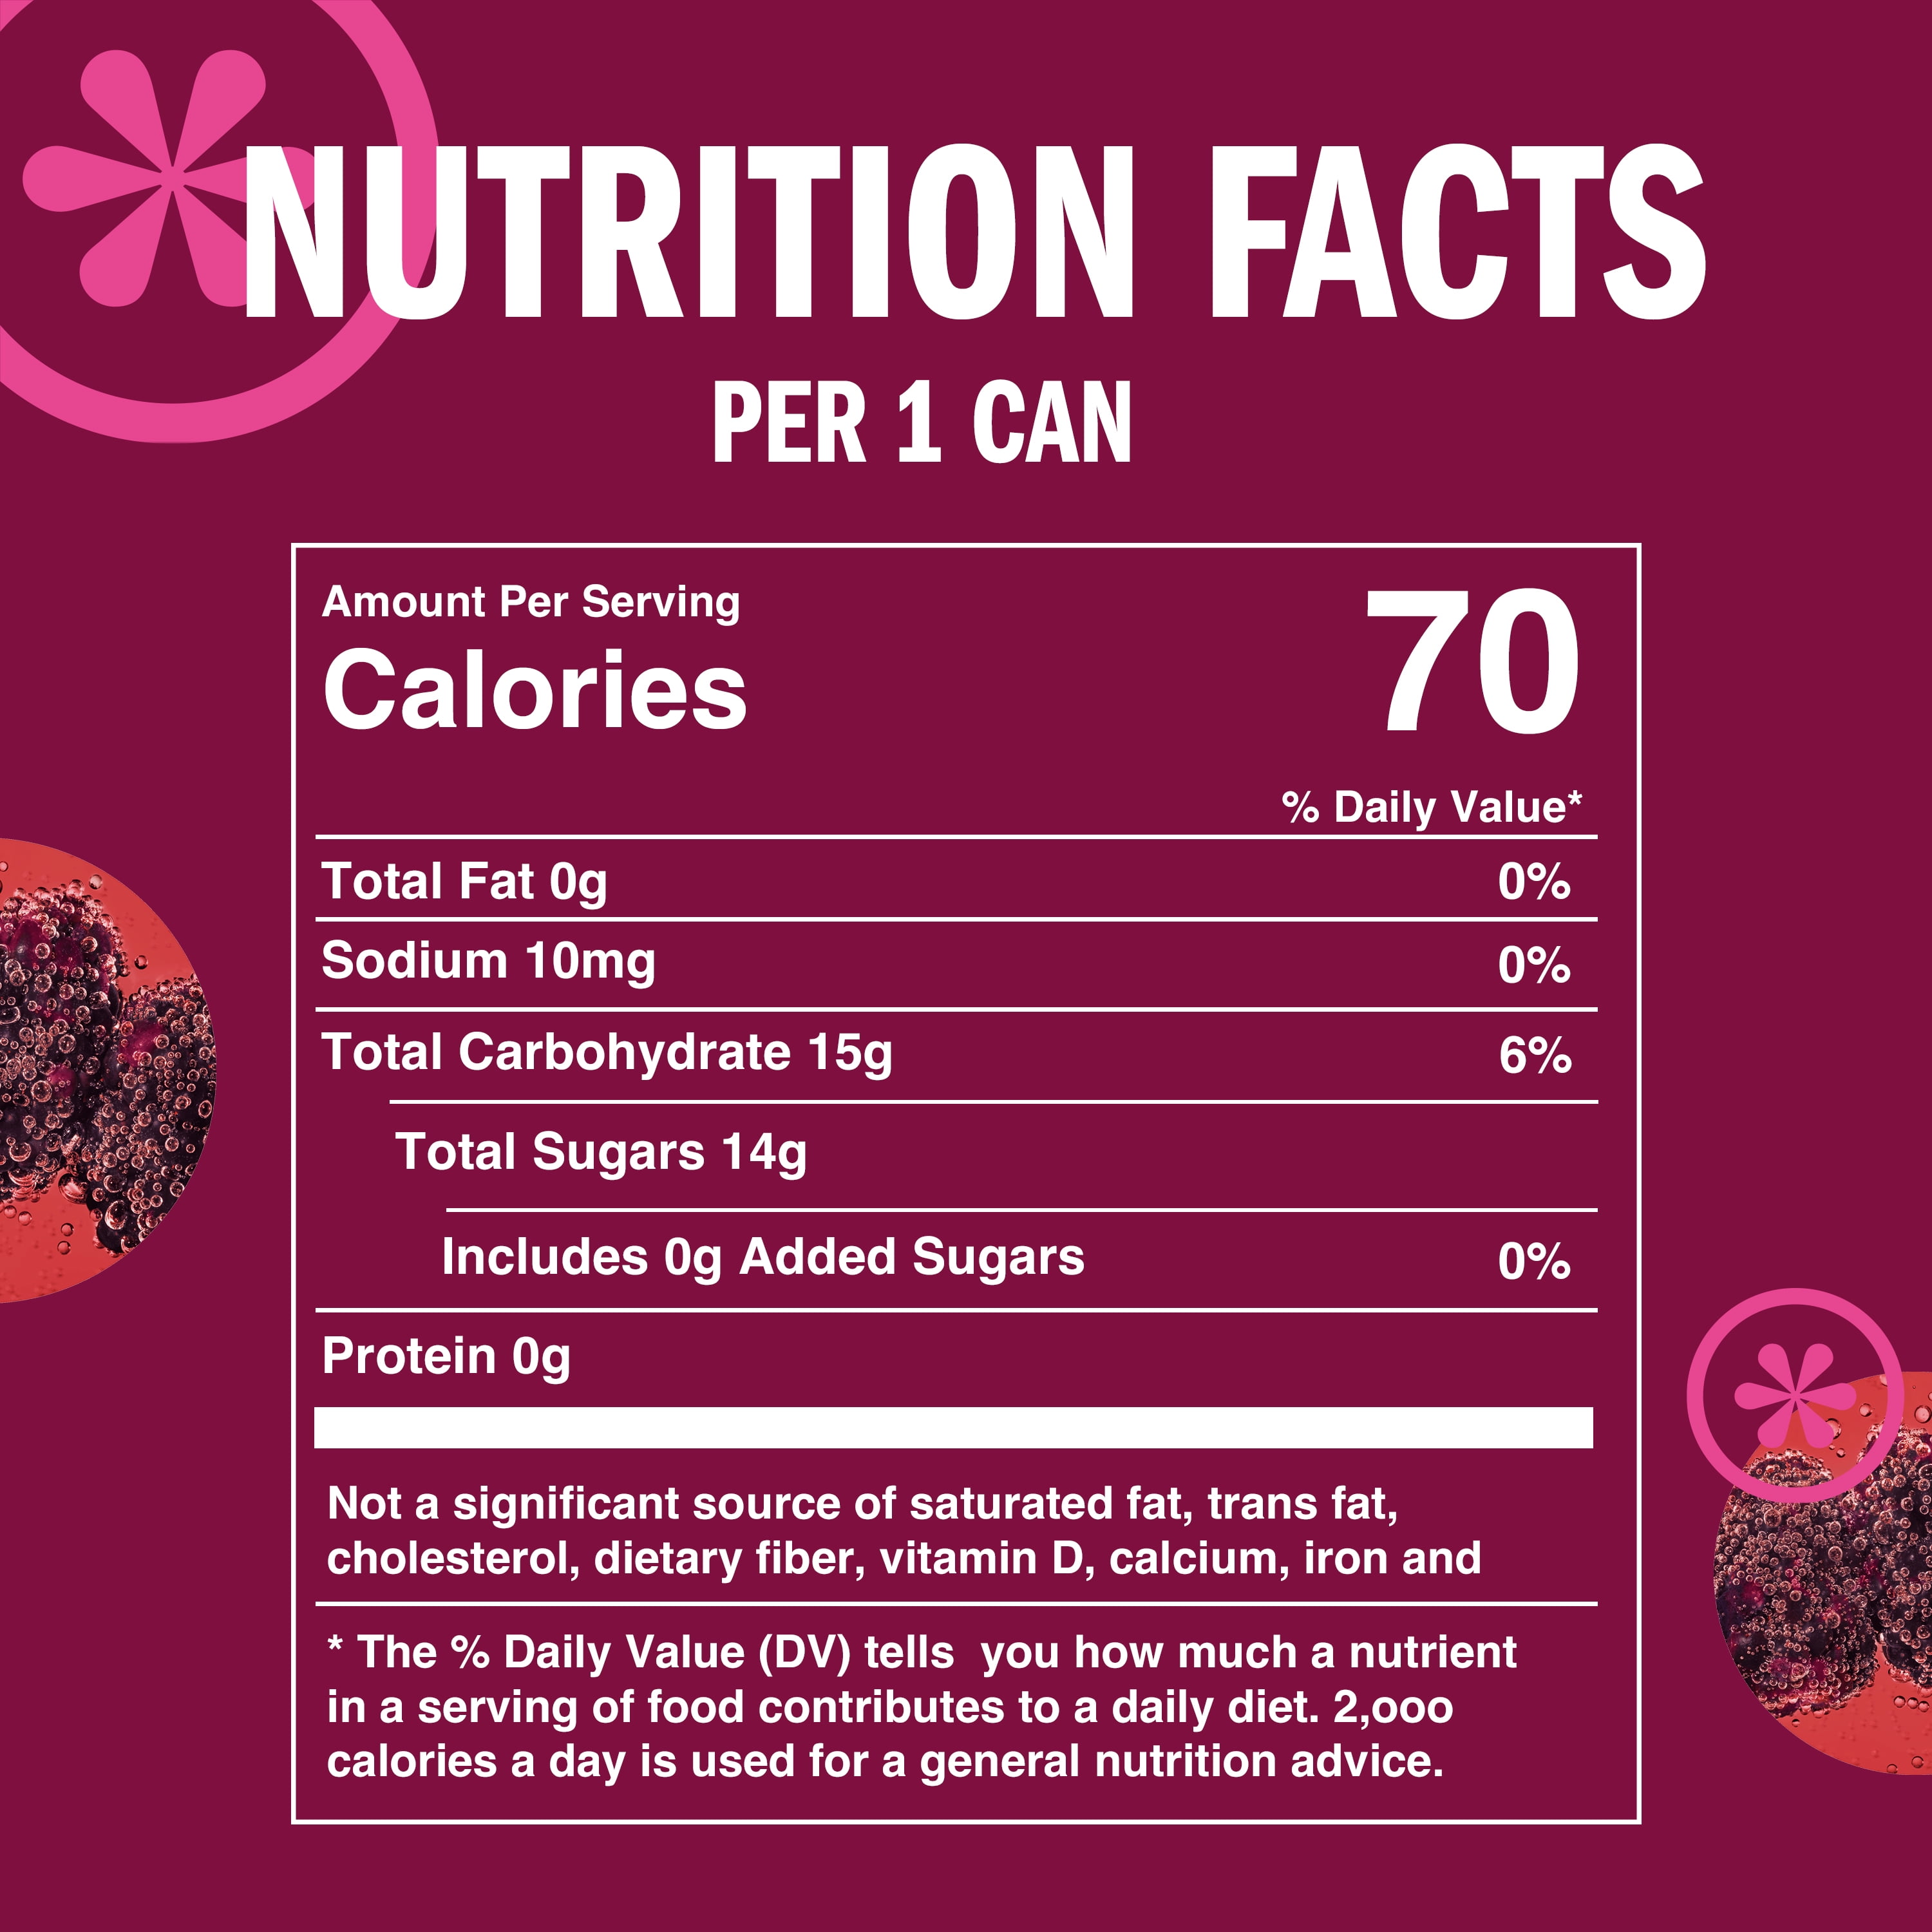 NUTRITION FACTS
PER 1 CAN
Amount Per Serving
Calories 70
% Daily Value*
Total Fat 0g 0%
Sodium 10mg 0%
Total Carbohydrate 15g 6%
Total Sugars 14g
Includes 0g Added Sugars 0%
Protein 0g
Not a significant source of saturated fat, trans fat,
cholesterol, dietary fiber, vitamin D, calcium, iron and
* The % Daily Value (DV) tells  you how much a nutrient
in a serving of food contributes to a daily diet. 2,ooo
calories a day is used for a general nutrition advice.